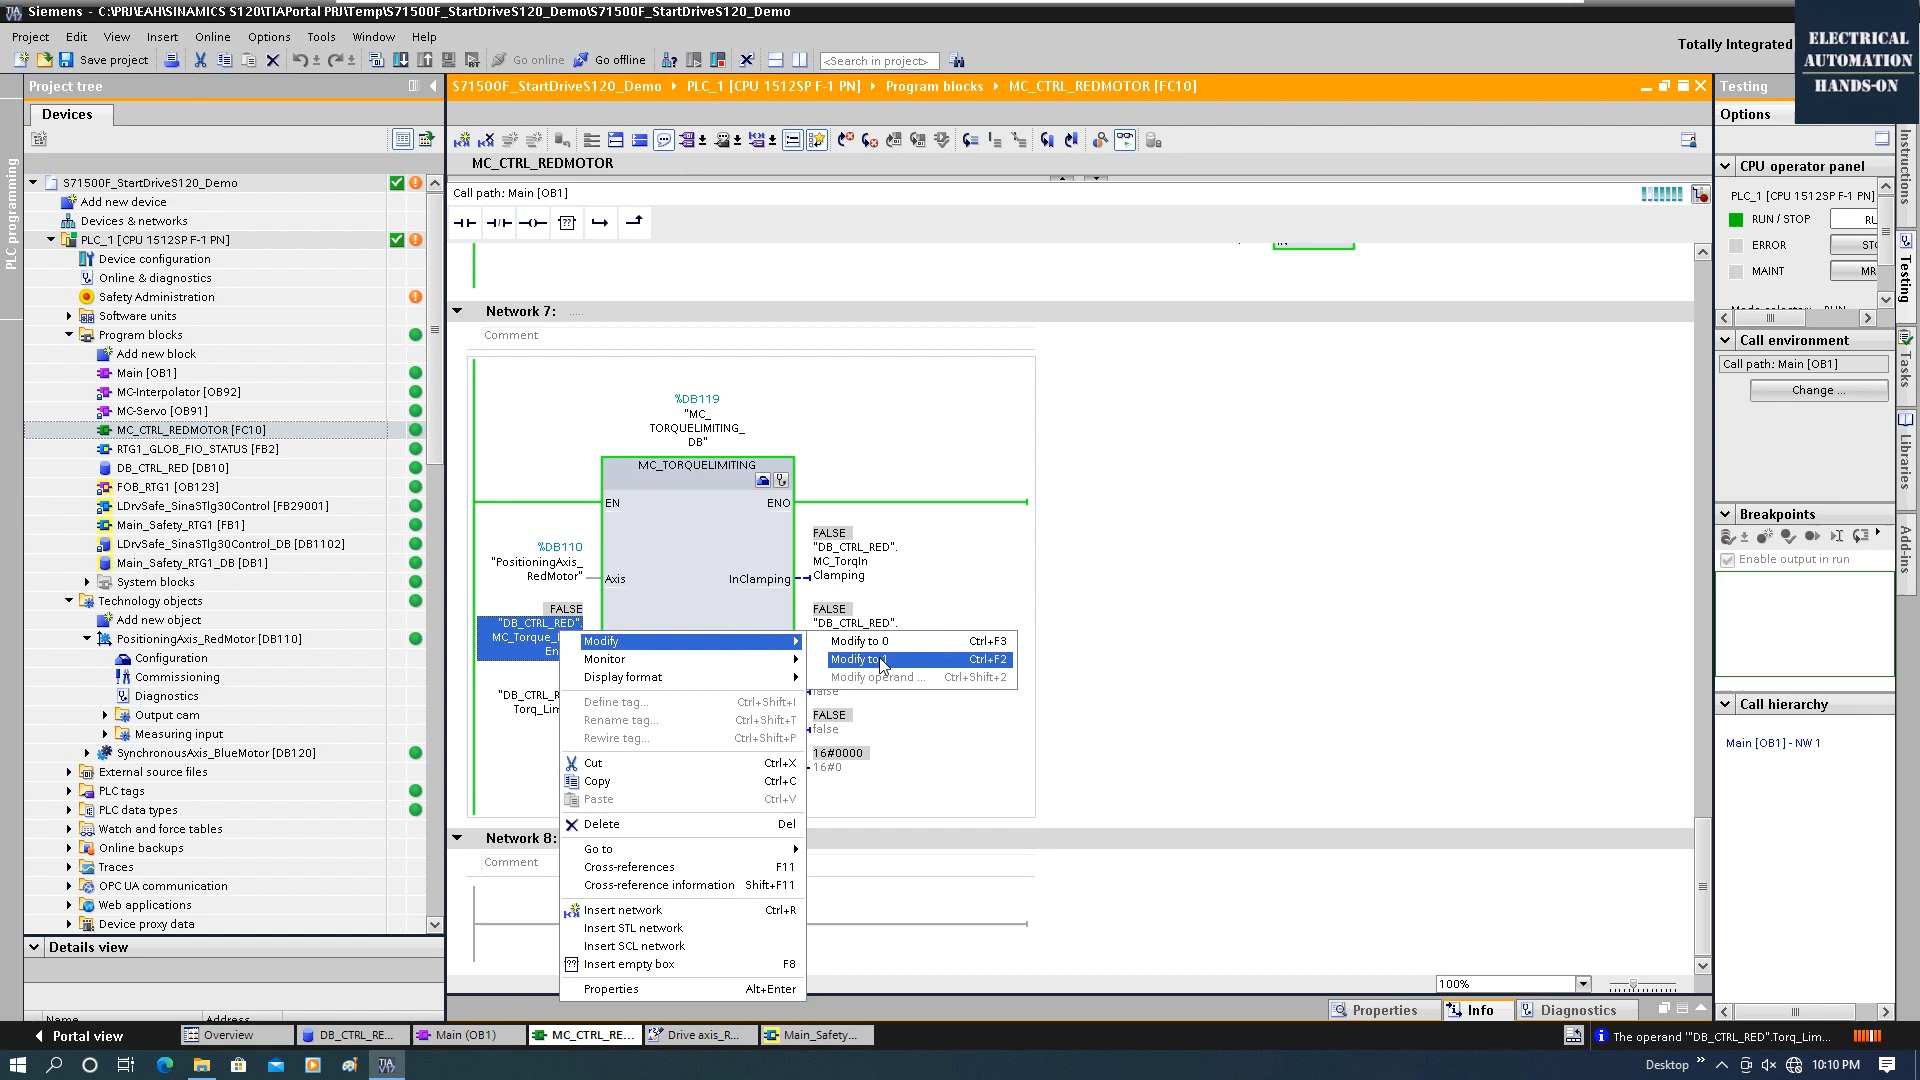 Siemens - C:\PRJ\EAH\SINAMICS S120\TIAPortal PRJ\Temp\S71500F_StartDriveS120_Demo\S71500F_StartDriveS120_Demo
Project Edit View Insert Online Options Tools Window Help
Totally Integrated
ELECTRICAL
AUTOMATION
HANDS-ON
Save project
Go online
Go offline
<Search in project>
Project tree
S71500F_StartDriveS120_Demo PLC_1 [CPU 1512SP F-1 PN] Program blocks MC_CTRL_REDMOTOR [FC10]
Testing
Devices
Options
PLC programming
S71500F_StartDriveS120_Demo
Add new device
Devices & networks
PLC_1 [CPU 1512SP F-1 PN]
Device configuration
Online & diagnostics
Safety Administration
Software units
Program blocks
Add new block
Main [OB1]
MC-Interpolator [OB92]
MC-Servo [OB91]
MC_CTRL_REDMOTOR [FC10]
RTG1_GLOB_FIO_STATUS [FB2]
DB_CTRL_RED [DB10]
FOB_RTG1 [OB123]
LDrvSafe_SinaSTlg30Control [FB29001]
Main_Safety_RTG1 [FB1]
LDrvSafe_SinaSTlg30Control_DB [DB1102]
Main_Safety_RTG1_DB [DB1]
System blocks
Technology objects
Add new object
PositioningAxis_RedMotor [DB110]
Configuration
Commissioning
Diagnostics
Output cam
Measuring input
SynchronousAxis_BlueMotor [DB120]
External source files
PLC tags
PLC data types
Watch and force tables
Online backups
Traces
OPC UA communication
Web applications
Device proxy data
Details view
Name
Address
MC_CTRL_REDMOTOR
Call path: Main [OB1]
Network 7: .....
Comment
%DB119
"MC_
TORQUELIMITING_
DB"
MC_TORQUELIMITING
EN
ENO
%DB110
"PositioningAxis_
RedMotor"
Axis
FALSE
"DB_CTRL_RED".
MC_TorqIn
Clamping
InClamping
FALSE
"DB_CTRL_RED".
MC_Torque_
En
FALSE
"DB_CTRL_RED".
"DB_CTRL_R
Torq_Lim
false
FALSE
false
16#0000
16#0
Modify
Monitor
Display format
Define tag... Ctrl+Shift+I
Rename tag... Ctrl+Shift+T
Rewire tag... Ctrl+Shift+P
Cut Ctrl+X
Copy Ctrl+C
Paste Ctrl+V
Delete Del
Go to
Cross-references F11
Cross-reference information Shift+F11
Insert network Ctrl+R
Insert STL network
Insert SCL network
Insert empty box F8
Properties Alt+Enter
Modify to 0 Ctrl+F3
Modify to 1 Ctrl+F2
Modify operand ... Ctrl+Shift+2
Network 8:
Comment
100%
Properties
Info
Diagnostics
CPU operator panel
PLC_1 [CPU 1512SP F-1 PN]
RUN / STOP
RU
ERROR
STO
MAINT
MR
Call environment
Call path: Main [OB1]
Change ...
Breakpoints
Enable output in run
Call hierarchy
Main [OB1] - NW 1
Instructions
Testing
Tasks
Libraries
Add-ins
Portal view
Overview
DB_CTRL_RE...
Main (OB1)
MC_CTRL_RE...
Drive axis_R...
Main_Safety...
The operand '"DB_CTRL_RED".Torq_Lim...
Desktop
10:10 PM